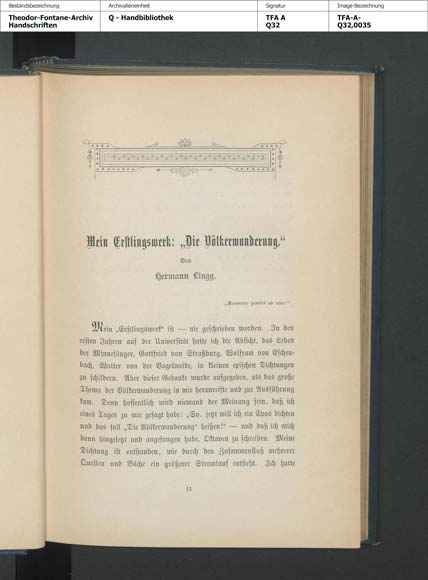 Bestandsbezeichnung
Archivalieneinheit
Signatur
Image-Bezeichnung
Theodor-Fontane-Archiv
Handschriften
Q - Handbibliothek
TFA A
Q32
TFA-A-
Q32,0035
Mein Erstlingswerk: „Die Völkerwanderung.“
Von
Hermann Lingg.
„Momento pendet ab uno.“
Mein „Erstlingswerk“ ist — nie geschrieben worden. In den
ersten Jahren auf der Universität hatte ich die Absicht, das Leben
der Minnesänger, Gottfried von Straßburg, Wolfram von Eschen-
bach, Walter von der Vogelweide, in kleinen epischen Dichtungen
zu schildern. Aber dieser Gedanke wurde aufgegeben, als das große
Thema der Völkerwanderung in mir heranreifte und zur Ausführung
kam. Denn hoffentlich wird niemand der Meinung sein, daß ich
eines Tages zu mir gesagt habe: „So, jetzt will ich ein Epos dichten
und das soll „Die Völkerwanderung“ heißen!“ — und daß ich mich
dann hingesetzt und angefangen habe, Oktaven zu schreiben. Meine
Dichtung ist entstanden, wie durch den Zusammenfluß mehrerer
Quellen und Bäche ein größerer Stromlauf entsteht. Ich hatte
11